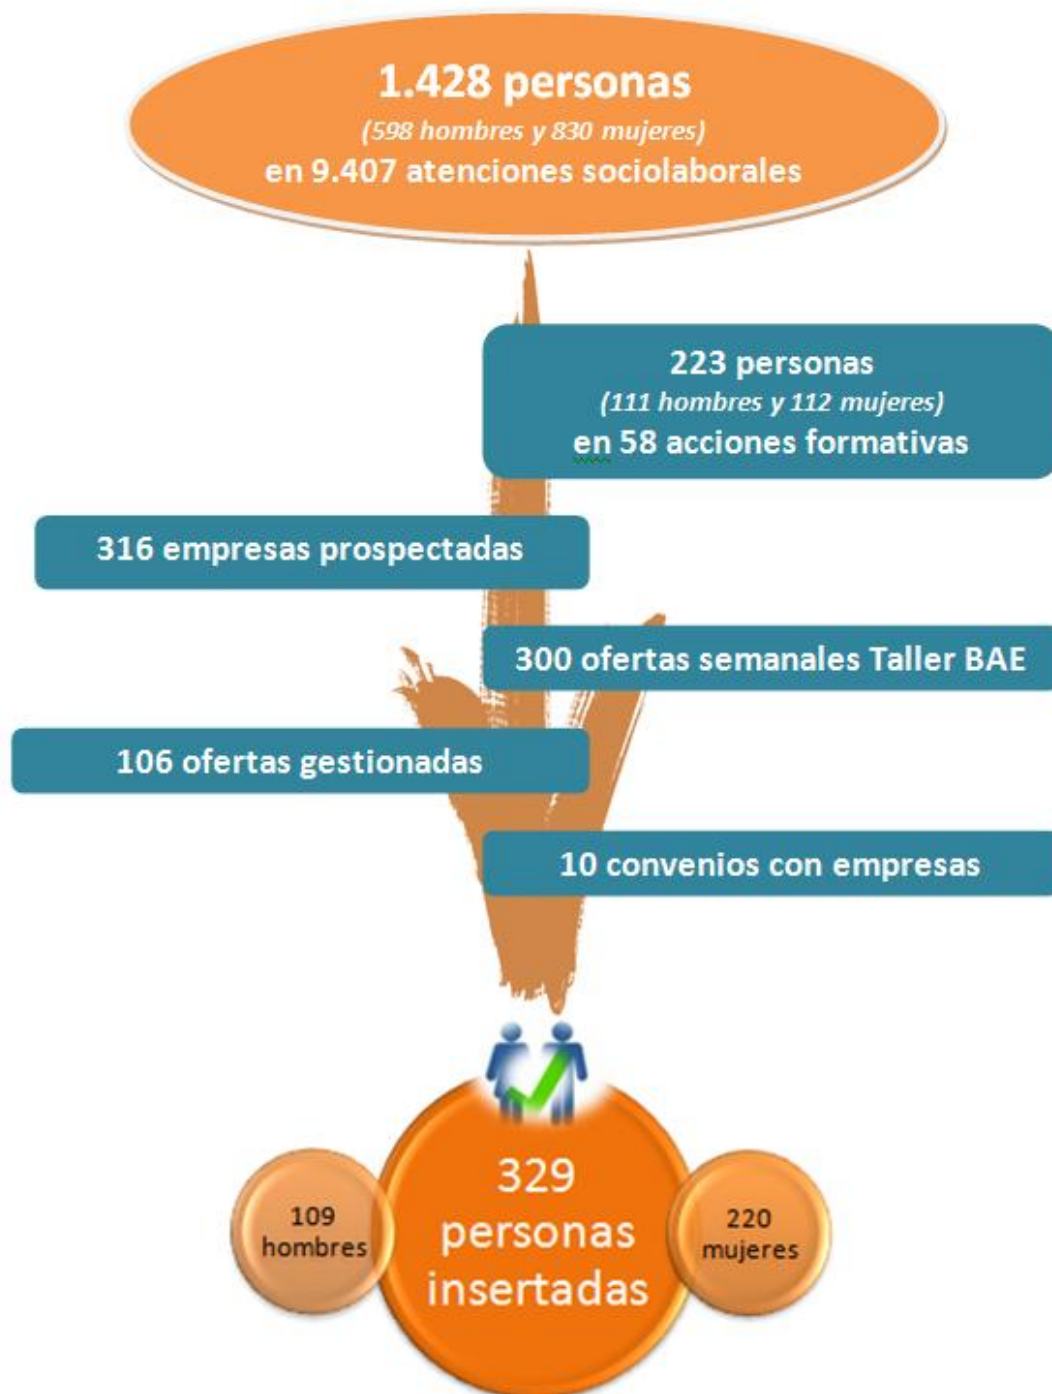 1.428 personas
(598 hombres y 830 mujeres)
en 9.407 atenciones sociolaborales
223 personas
(111 hombres y 112 mujeres)
en 58 acciones formativas
316 empresas prospectadas
300 ofertas semanales Taller BAE
106 ofertas gestionadas
10 convenios con empresas
329
personas
insertadas
109
hombres
220
mujeres